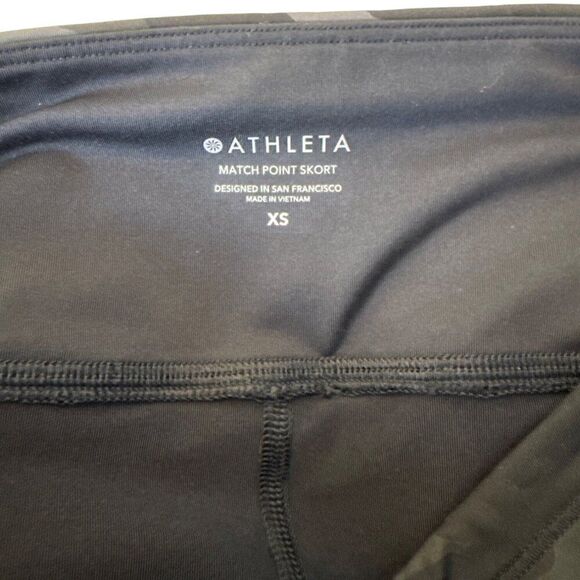 ATHLETA
MATCH POINT SKORT
DESIGNED IN SAN FRANCISCO
MADE IN VIETNAM
XS